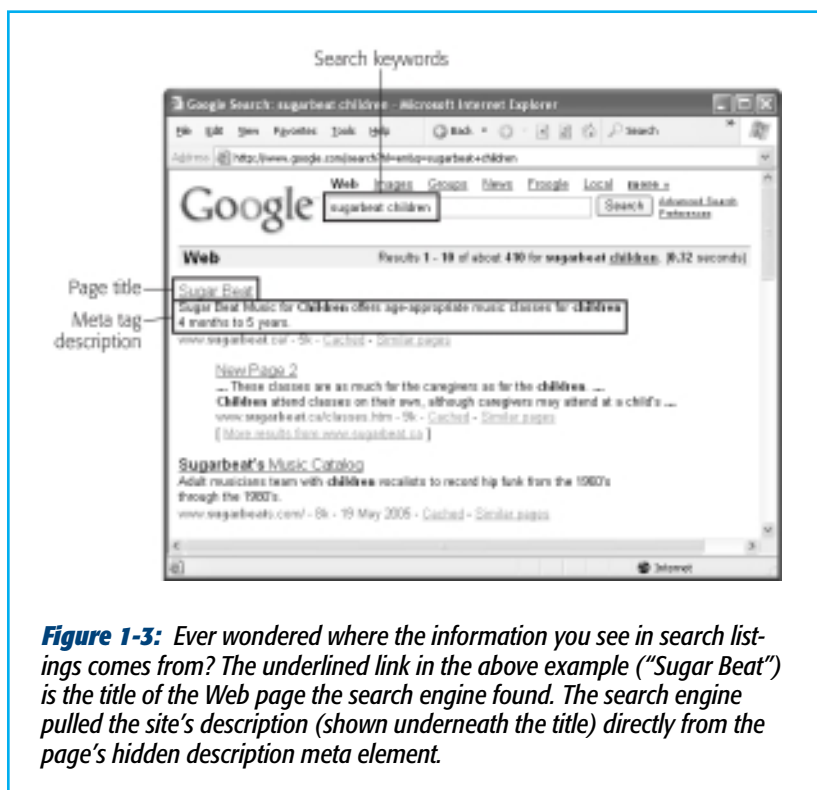 Search keywords
Google Search: sugarbeat children - Microsoft Internet Explorer
File Edit View Favorites Tools Help Back Search
Address http://www.google.com/search?hl=en&q=sugarbeat+children
Web Images Groups News Froogle Local more »
Google sugarbeat children Search Advanced Search
Preferences
Web Results 1 - 10 of about 410 for sugarbeat children. (0.32 seconds)
Page title
Sugar Beat
Meta tag description
Sugar Beat Music for Children offers age-appropriate music classes for children
4 months to 5 years.
www.sugarbeat.ca/ - 9k - Cached - Similar pages
New Page 2
... These classes are as much for the caregivers as for the children. ...
Children attend classes on their own, although caregivers may attend at a child's ...
www.sugarbeat.ca/classes.htm - 9k - Cached - Similar pages
[ More results from www.sugarbeat.ca ]
Sugarbeat's Music Catalog
Adult musicians team with children vocalists to record hip funk from the 1960's
through the 1980's.
www.sugarbeats.com/ - 8k - 19 May 2005 - Cached - Similar pages
Internet
Figure 1-3: Ever wondered where the information you see in search list-
ings comes from? The underlined link in the above example (“Sugar Beat”)
is the title of the Web page the search engine found. The search engine
pulled the site’s description (shown underneath the title) directly from the
page’s hidden description meta element.